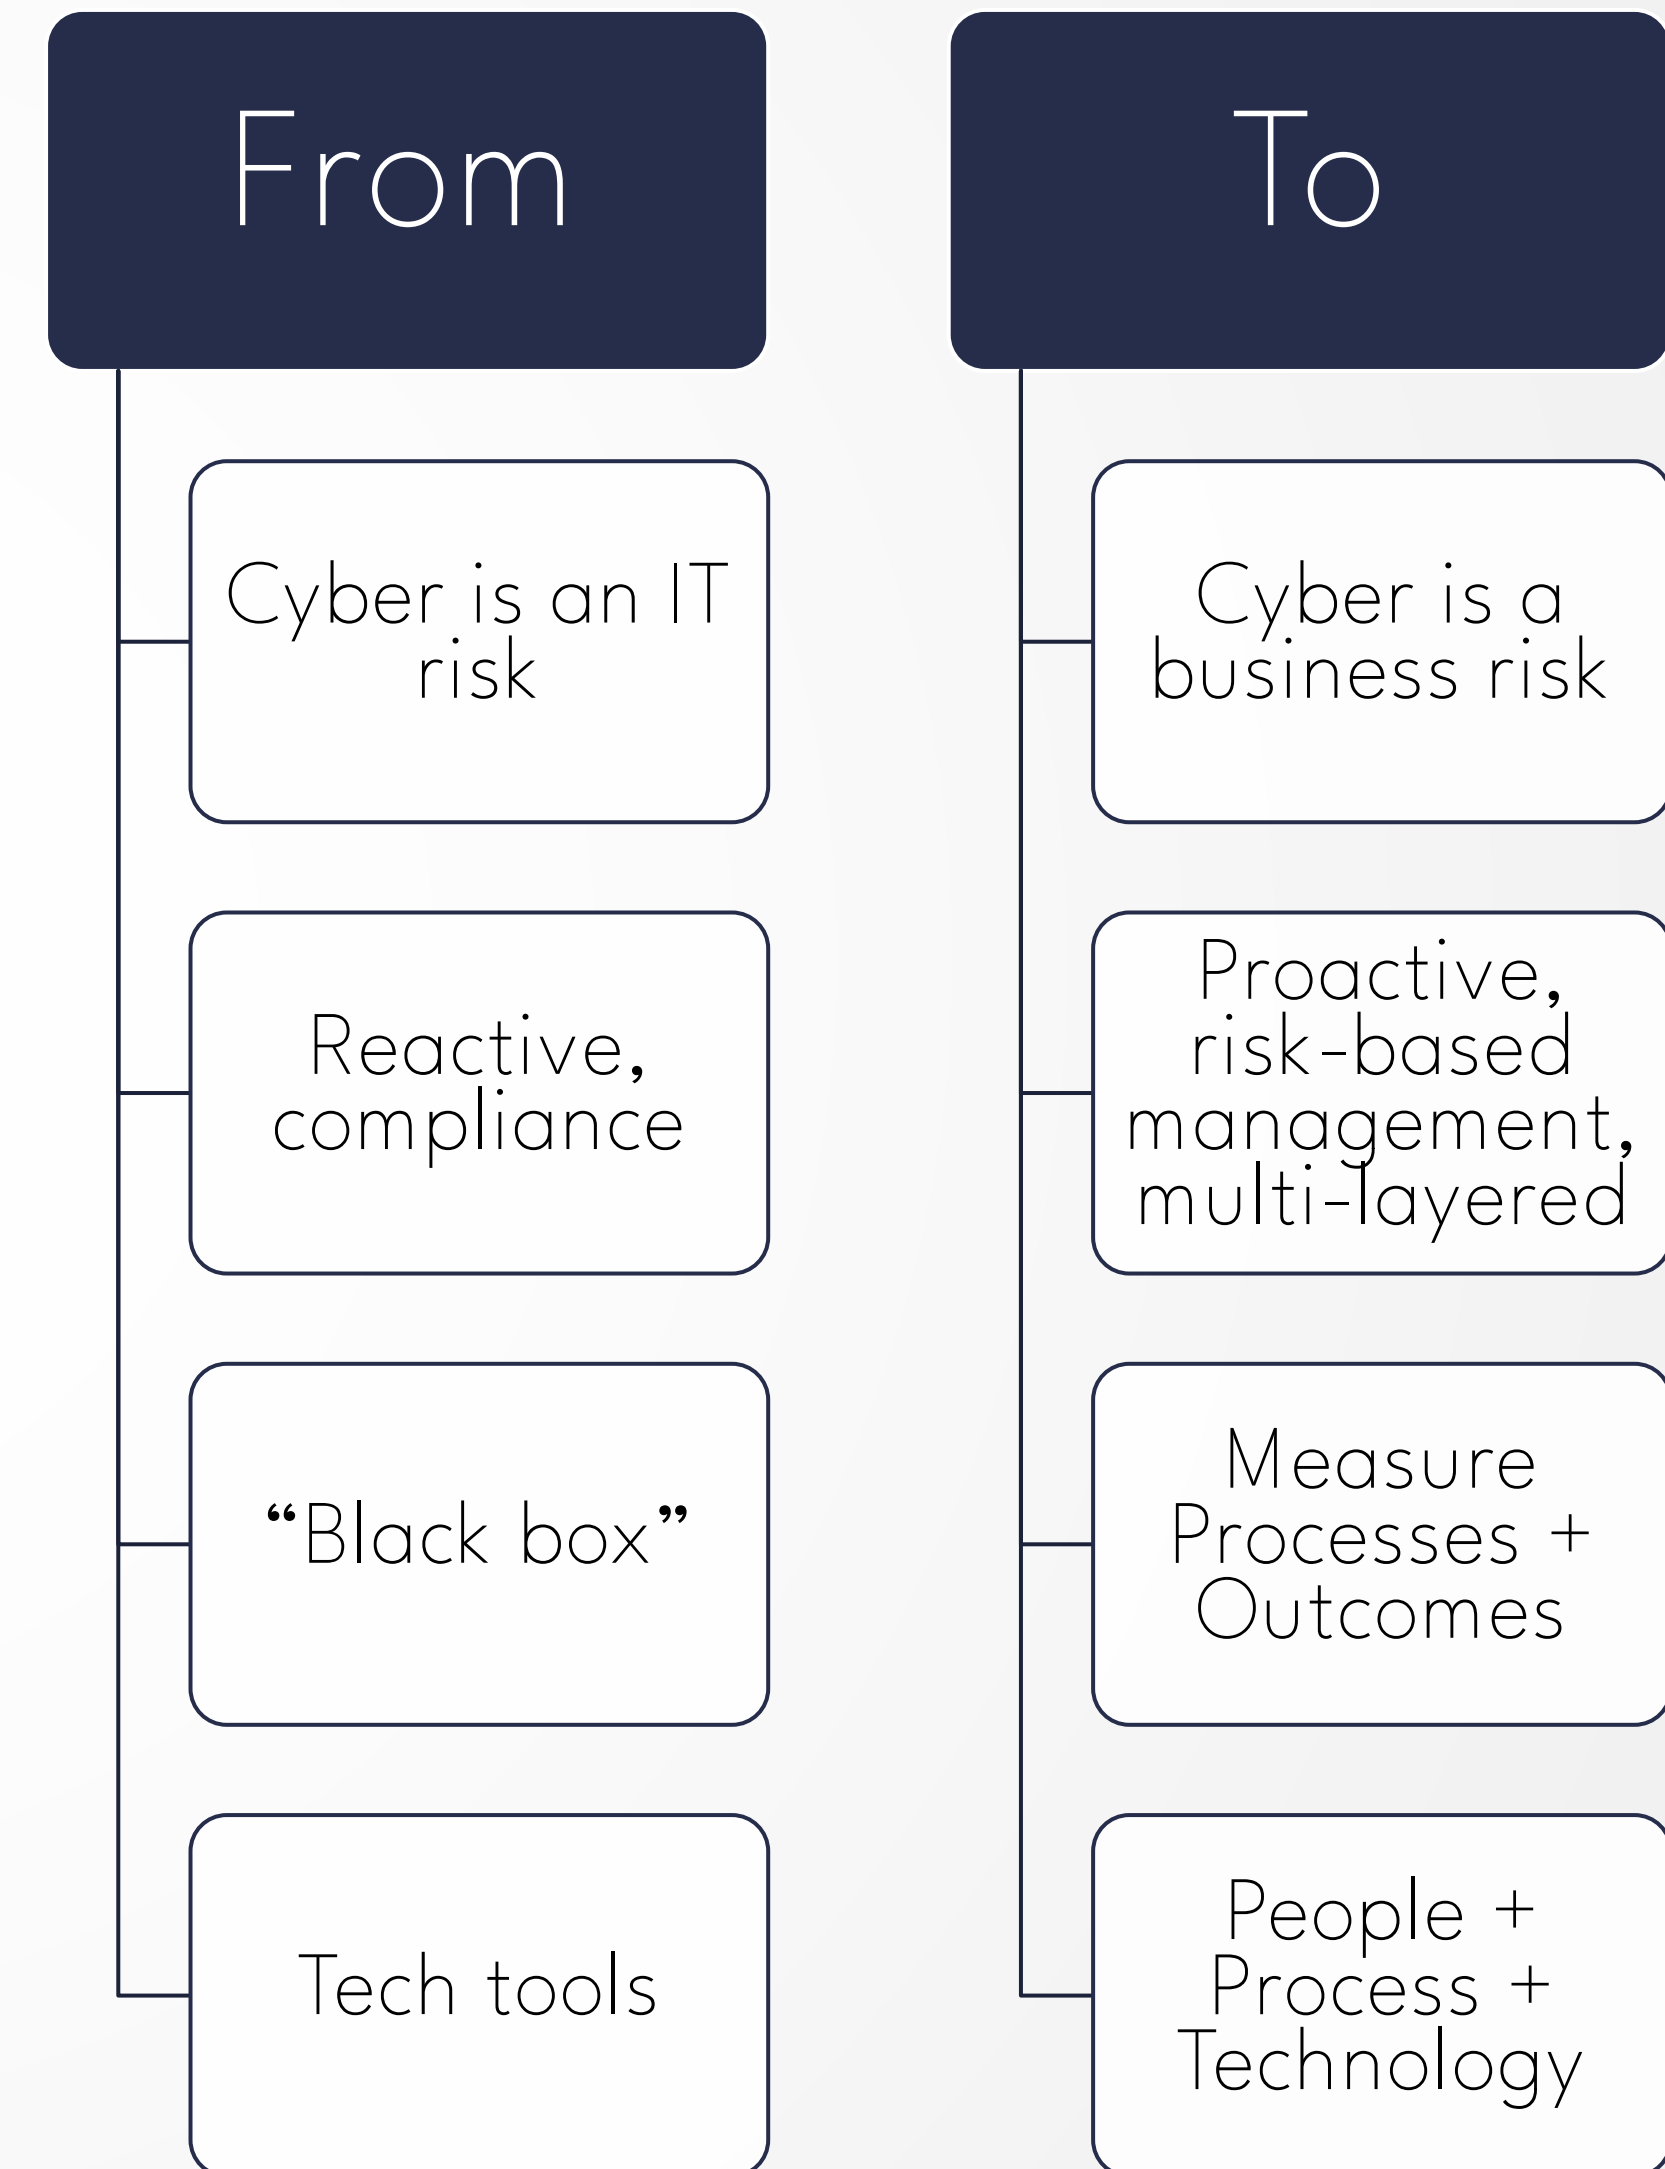 From
Cyber is an IT
risk
Reactive,
compliance
“Black box”
Tech tools
To
Cyber is a
business risk
Proactive,
risk-based
management,
multi-layered
Measure
Processes +
Outcomes
People +
Process +
Technology